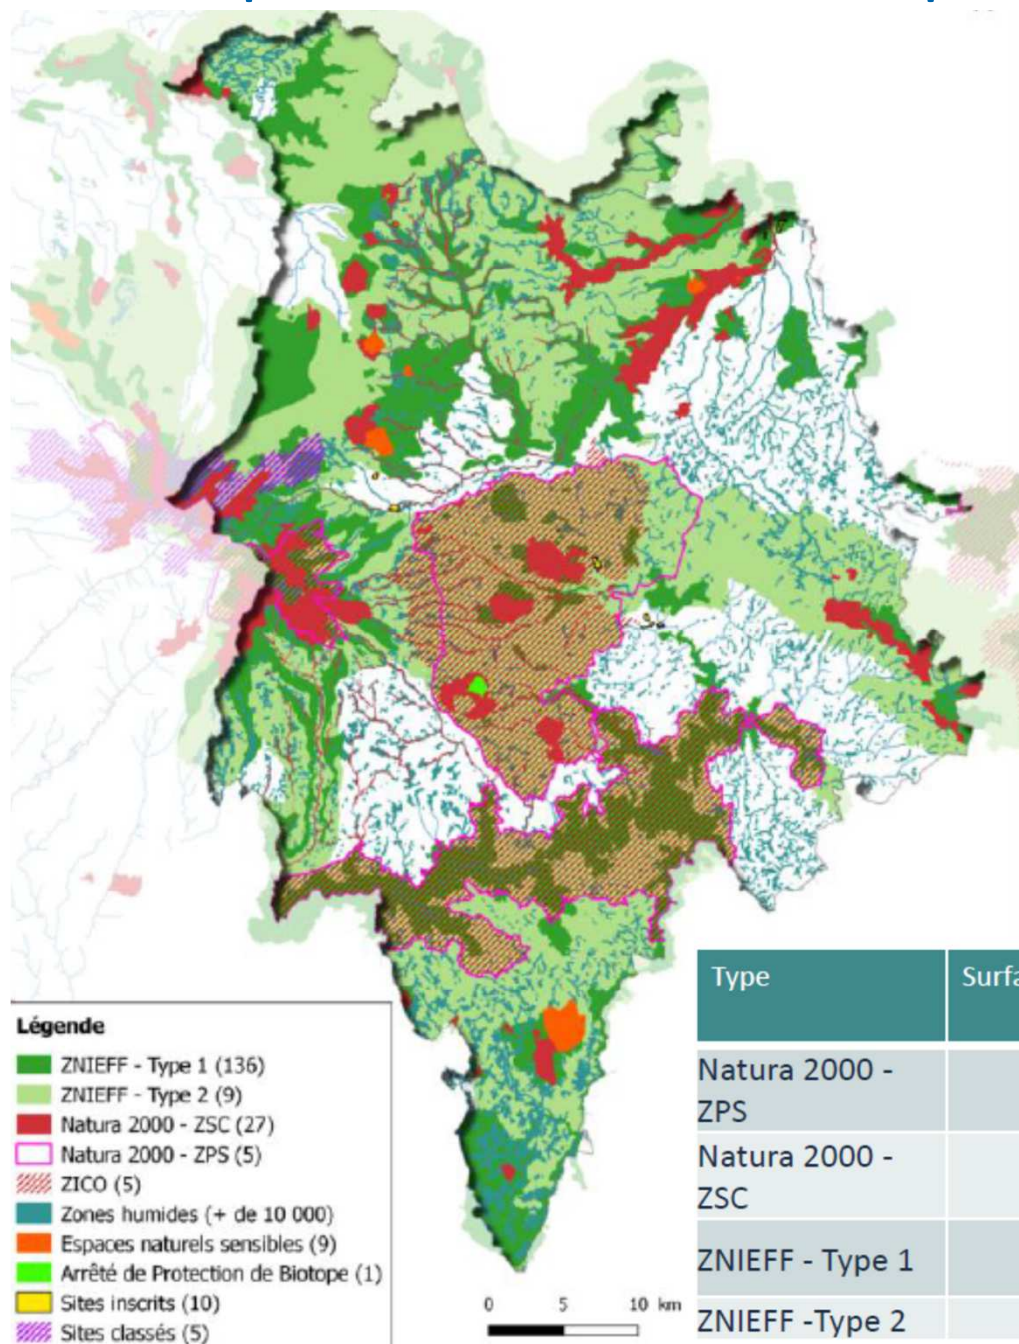 Légende
ZNIEFF - Type 1 (136)
ZNIEFF - Type 2 (9)
Natura 2000 - ZSC (27)
Natura 2000 - ZPS (5)
ZICO (5)
Zones humides (+ de 10 000)
Espaces naturels sensibles (9)
Arrêté de Protection de Biotope (1)
Sites inscrits (10)
Sites classés (5)
0 5 10 km
Type Surfa
Natura 2000 -
ZPS
Natura 2000 -
ZSC
ZNIEFF - Type 1
ZNIEFF -Type 2